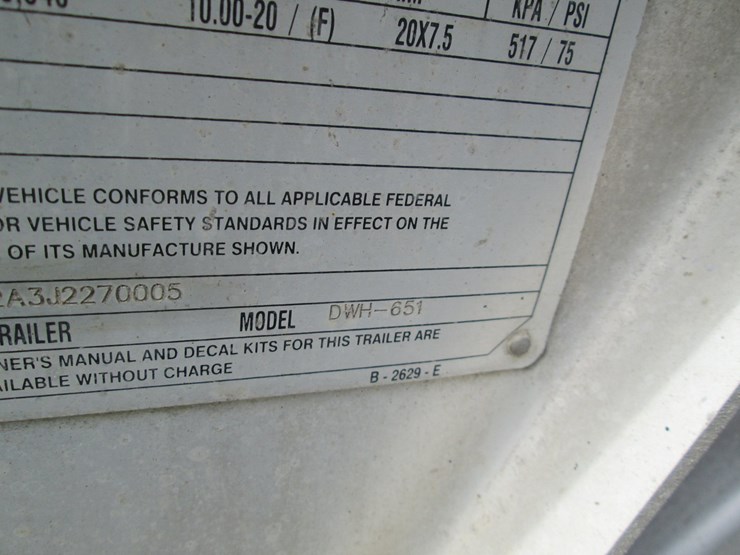 KPA / PSI
10.00-20 / (F) 20X7.5 517 / 75
VEHICLE CONFORMS TO ALL APPLICABLE FEDERAL
OR VEHICLE SAFETY STANDARDS IN EFFECT ON THE
OF ITS MANUFACTURE SHOWN.
2A3J2270005
RAILER MODEL DWH-651
NER'S MANUAL AND DECAL KITS FOR THIS TRAILER ARE
AILABLE WITHOUT CHARGE
B-2629-E